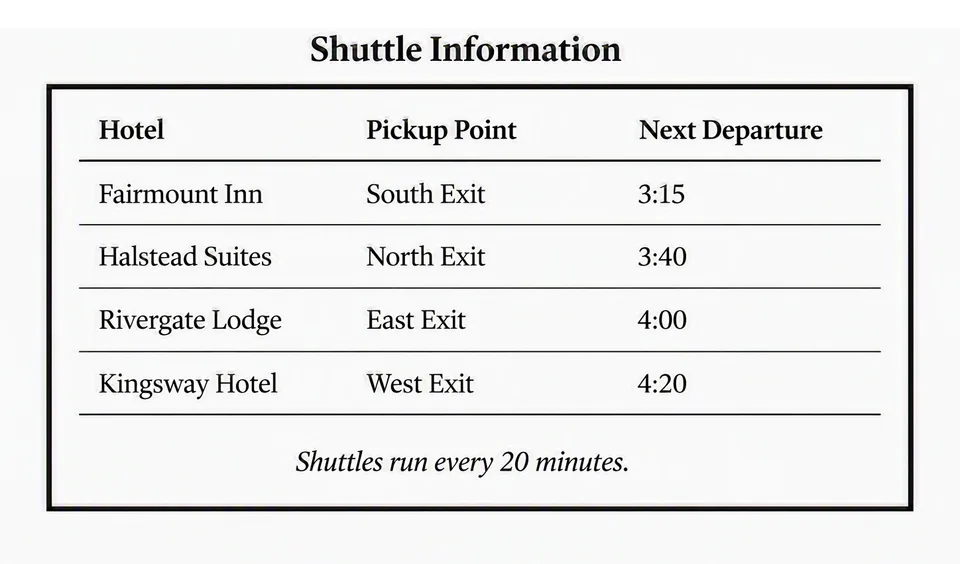 Shuttle Information
Hotel Pickup Point Next Departure
Fairmount Inn South Exit 3:15
Halstead Suites North Exit 3:40
Rivergate Lodge East Exit 4:00
Kingsway Hotel West Exit 4:20
Shuttles run every 20 minutes.